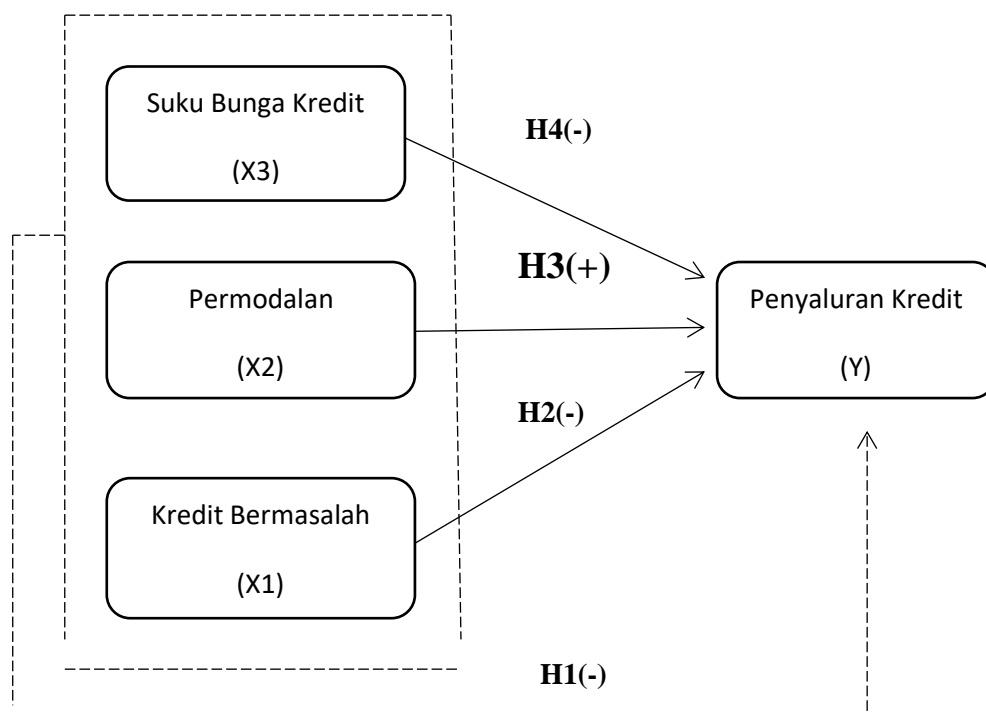 Suku Bunga Kredit
(X3)
H4(-)
H3(+)
Permodalan
(X2)
Penyaluran Kredit
(Y)
H2(-)
Kredit Bermasalah
(X1)
H1(-)